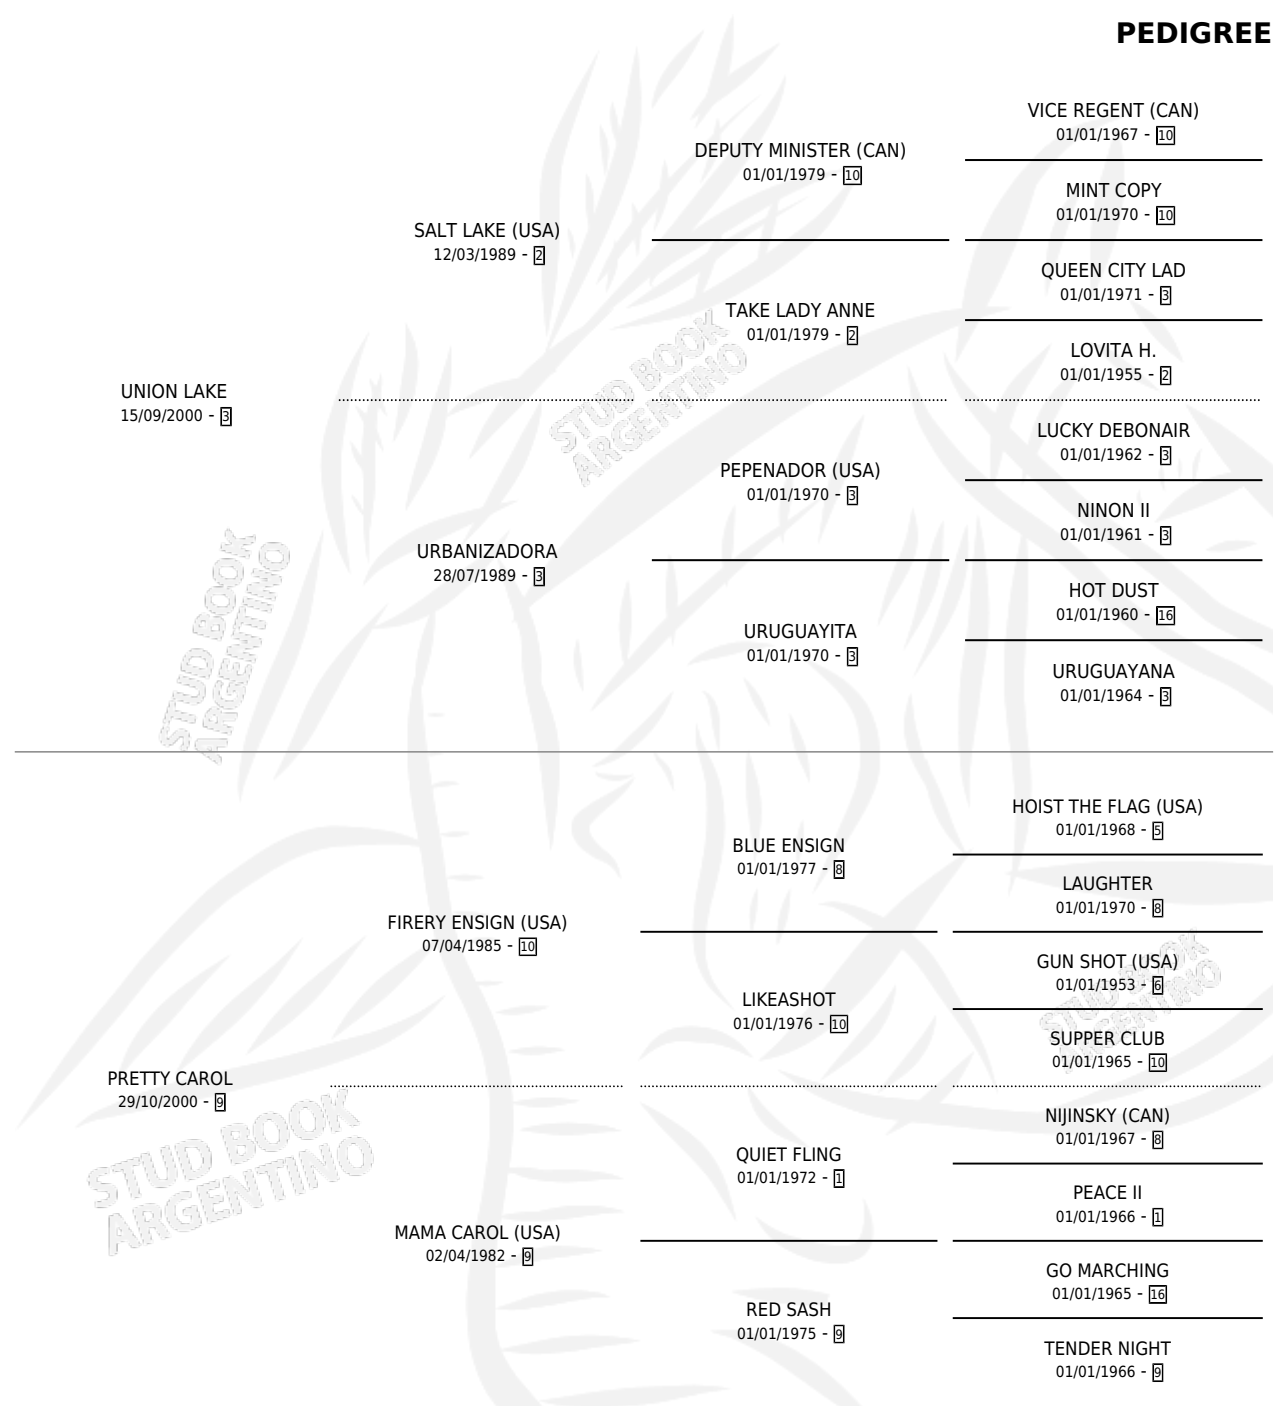 PEDIGREE
VICE REGENT (CAN)
01/01/1967 - 10
DEPUTY MINISTER (CAN)
01/01/1979 - 10
MINT COPY
01/01/1970 - 10
SALT LAKE (USA)
12/03/1989 - 2
QUEEN CITY LAD
01/01/1971 - 3
TAKE LADY ANNE
01/01/1979 - 2
LOVITA H.
01/01/1955 - 2
UNION LAKE
15/09/2000 - 3
LUCKY DEBONAIR
01/01/1962 - 3
PEPENADOR (USA)
01/01/1970 - 3
NINON II
01/01/1961 - 3
URBANIZADORA
28/07/1989 - 3
HOT DUST
01/01/1960 - 16
URUGUAYITA
01/01/1970 - 3
URUGUAYANA
01/01/1964 - 3
HOIST THE FLAG (USA)
01/01/1968 - 5
BLUE ENSIGN
01/01/1977 - 8
LAUGHTER
01/01/1970 - 8
FIRERY ENSIGN (USA)
07/04/1985 - 10
GUN SHOT (USA)
01/01/1953 - 6
LIKEASHOT
01/01/1976 - 10
SUPPER CLUB
01/01/1965 - 10
PRETTY CAROL
29/10/2000 - 9
NIJINSKY (CAN)
01/01/1967 - 8
QUIET FLING
01/01/1972 - 1
PEACE II
01/01/1966 - 1
MAMA CAROL (USA)
02/04/1982 - 9
GO MARCHING
01/01/1965 - 16
RED SASH
01/01/1975 - 9
TENDER NIGHT
01/01/1966 - 9
STUD BOOK
ARGENTINO
STUD BOOK
ARGENTINO
STUD BOOK
ARGENTINO
STUD BOOK
ARGENTINO